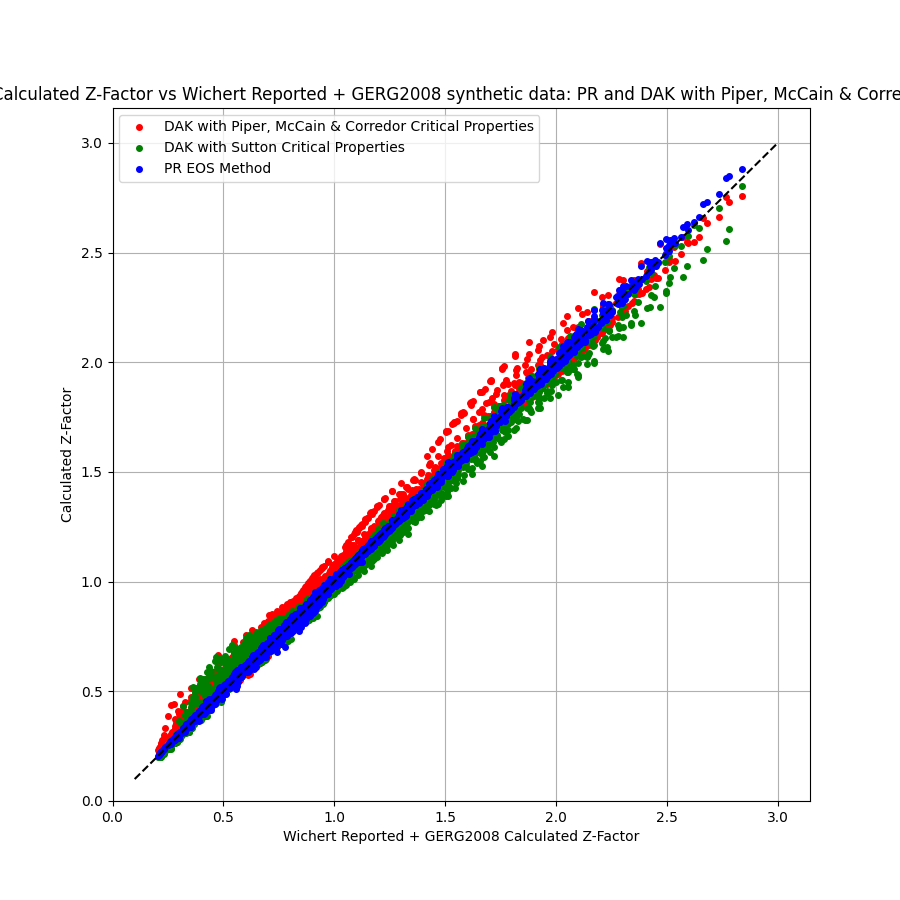 Calculated Z-Factor vs Wichert Reported + GERG2008 synthetic data: PR and DAK with Piper, McCain & Corre
DAK with Piper, McCain & Corredor Critical Properties
DAK with Sutton Critical Properties
PR EOS Method
3.0
2.5
2.0
1.5
1.0
0.5
0.0
Calculated Z-Factor
0.0 0.5 1.0 1.5 2.0 2.5 3.0
Wichert Reported + GERG2008 Calculated Z-Factor